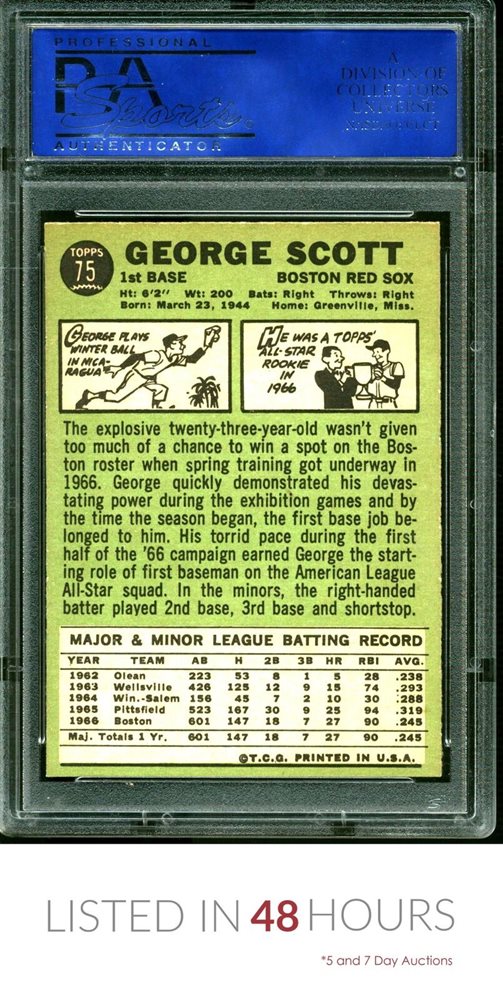 PROFESSIONAL
PSA
Sports
AUTHENTICATOR
A
DIVISION OF
COLLECTORS
UNIVERSE
NASDAQ: CLCT
TOPPS
75
GEORGE SCOTT
1st BASE BOSTON RED SOX
Ht: 6'2" Wt: 200 Bats: Right Throws: Right
Born: March 23, 1944 Home: Greenville, Miss.
GEORGE PLAYS
WINTER BALL
IN NICA-
RAGUA
HE WAS A TOPPS'
ALL-STAR
ROOKIE
IN
1966
The explosive twenty-three-year-old wasn't given
too much of a chance to win a spot on the Bos-
ton roster when spring training got underway in
1966. George quickly demonstrated his devas-
tating power during the exhibition games and by
the time the season began, the first base job be-
longed to him. His torrid pace during the first
half of the '66 campaign earned George the start-
ing role of first baseman on the American League
All-Star squad. In the minors, the right-handed
batter played 2nd base, 3rd base and shortstop.
MAJOR & MINOR LEAGUE BATTING RECORD
YEAR TEAM AB H 2B 3B HR RBI AVG.
1962 Olean 223 53 8 1 5 28 .238
1963 Wellsville 426 125 12 9 15 74 .293
1964 Win.-Salem 156 45 7 2 10 30 .288
1965 Pittsfield 523 167 30 9 25 94 .319
1966 Boston 601 147 18 7 27 90 .245
Maj. Totals 1 Yr. 601 147 18 7 27 90 .245
©T.C.G. PRINTED IN U.S.A.
LISTED IN 48 HOURS
*5 and 7 Day Auctions